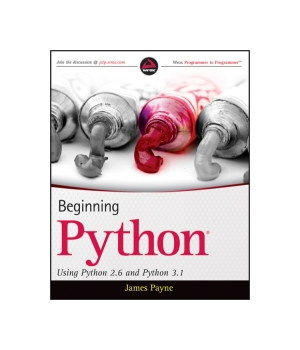 Join the discussion @ p2p.wrox.com
Wrox Programmer to Programmer™
wrox
Beginning
Python®
Using Python 2.6 and Python 3.1
James Payne